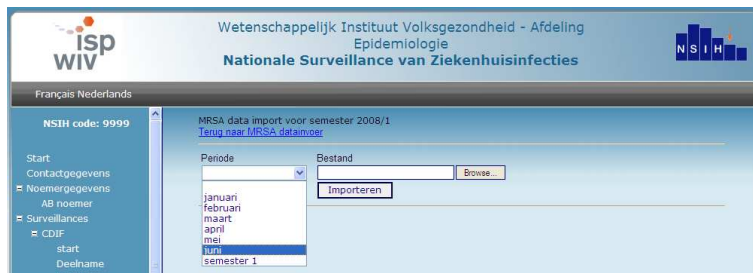 isp
WIV
Wetenschappelijk Instituut Volksgezondheid - Afdeling
Epidemiologie
Nationale Surveillance van Ziekenhuisinfecties
NSIH
Français Nederlands
NSIH code: 9999
Start
Contactgegevens
Noemergegevens
AB noemer
Surveillances
CDIF
start
Deelname
MRSA data import voor semester 2008/1
Terug naar MRSA datainvoer
Periode Bestand
Browse...
Importeren
januari
februari
maart
april
mei
juni
semester 1